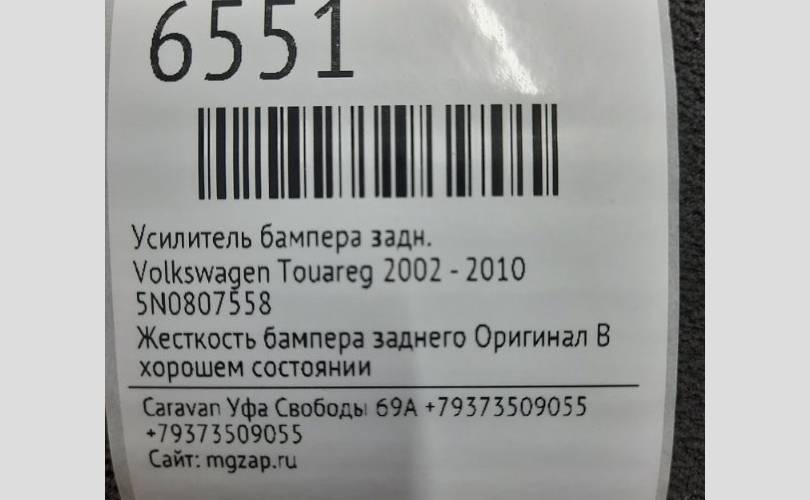 6551
Усилитель бампера задн.
Volkswagen Touareg 2002 - 2010
5N0807558
Жесткость бампера заднего Оригинал В
хорошем состоянии
Caravan Уфа Свободы 69А +79373509055
+79373509055
Сайт: mgzap.ru